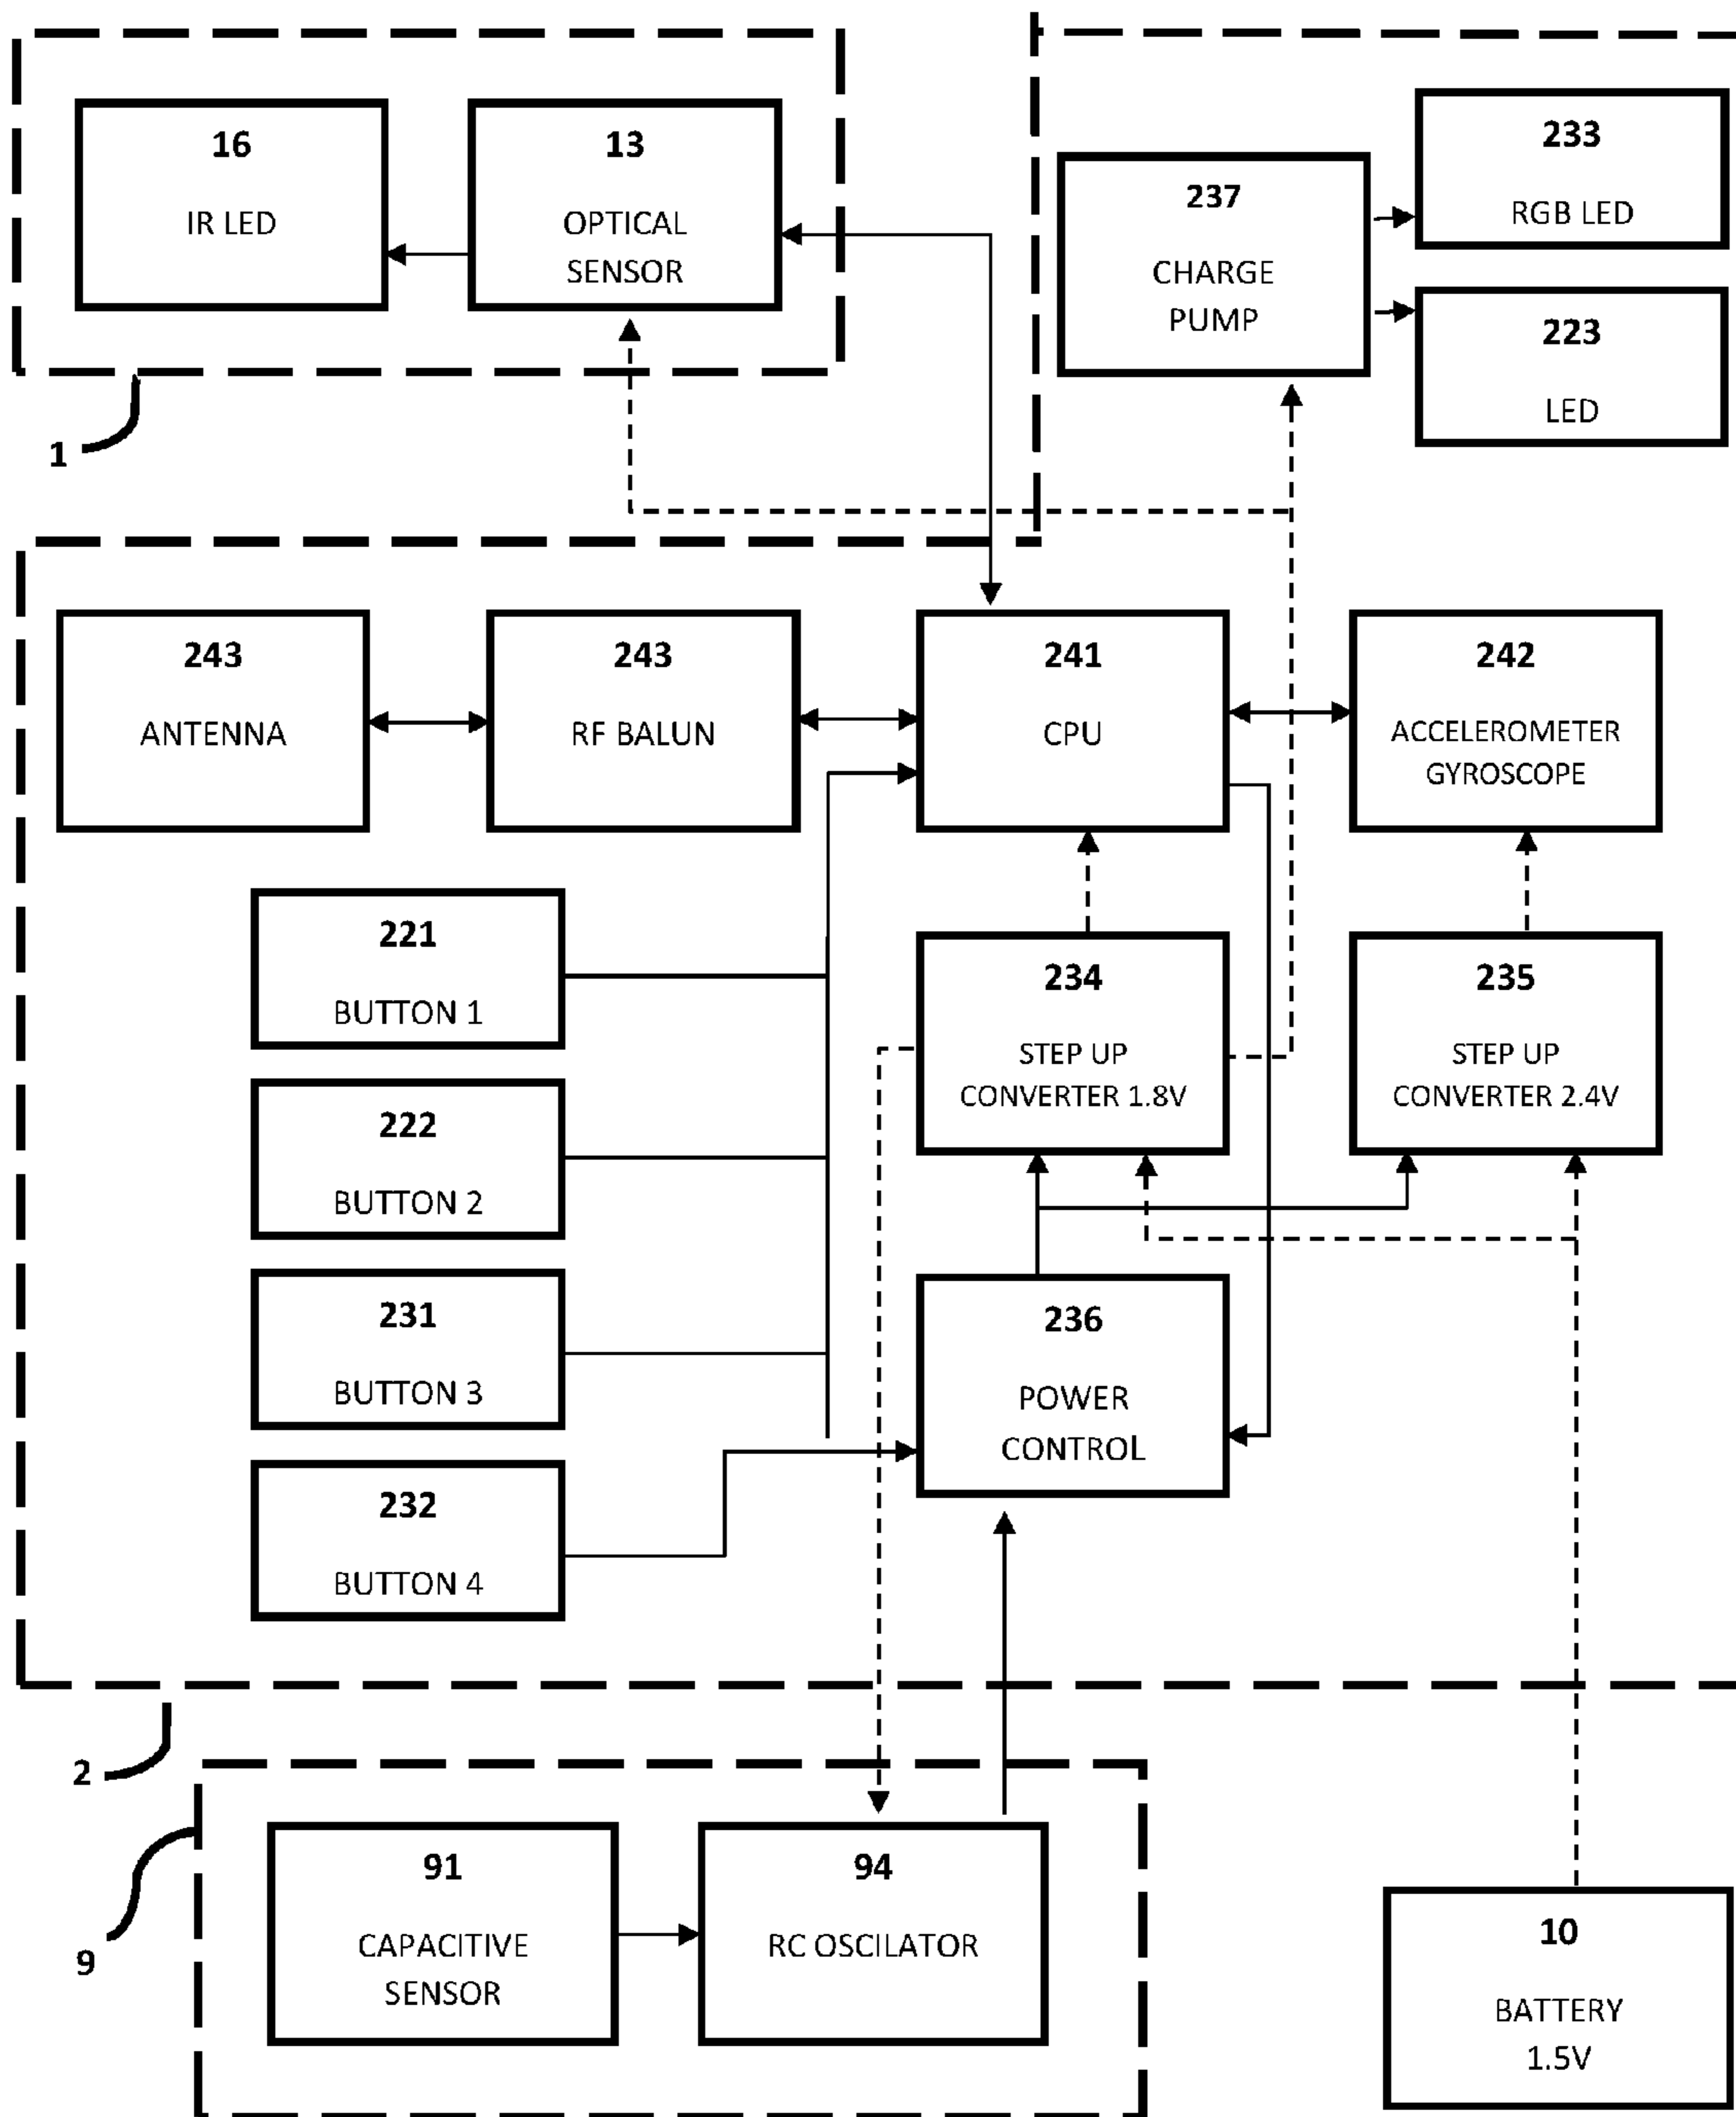 16
IR LED
13
OPTICAL
SENSOR
237
CHARGE
PUMP
233
RGB LED
223
LED
1
243
ANTENNA
243
RF BALUN
241
CPU
242
ACCELEROMETER
GYROSCOPE
221
BUTTON 1
222
BUTTON 2
231
BUTTON 3
232
BUTTON 4
234
STEP UP
CONVERTER 1.8V
235
STEP UP
CONVERTER 2.4V
236
POWER
CONTROL
2
9
91
CAPACITIVE
SENSOR
94
RC OSCILATOR
10
BATTERY
1.5V